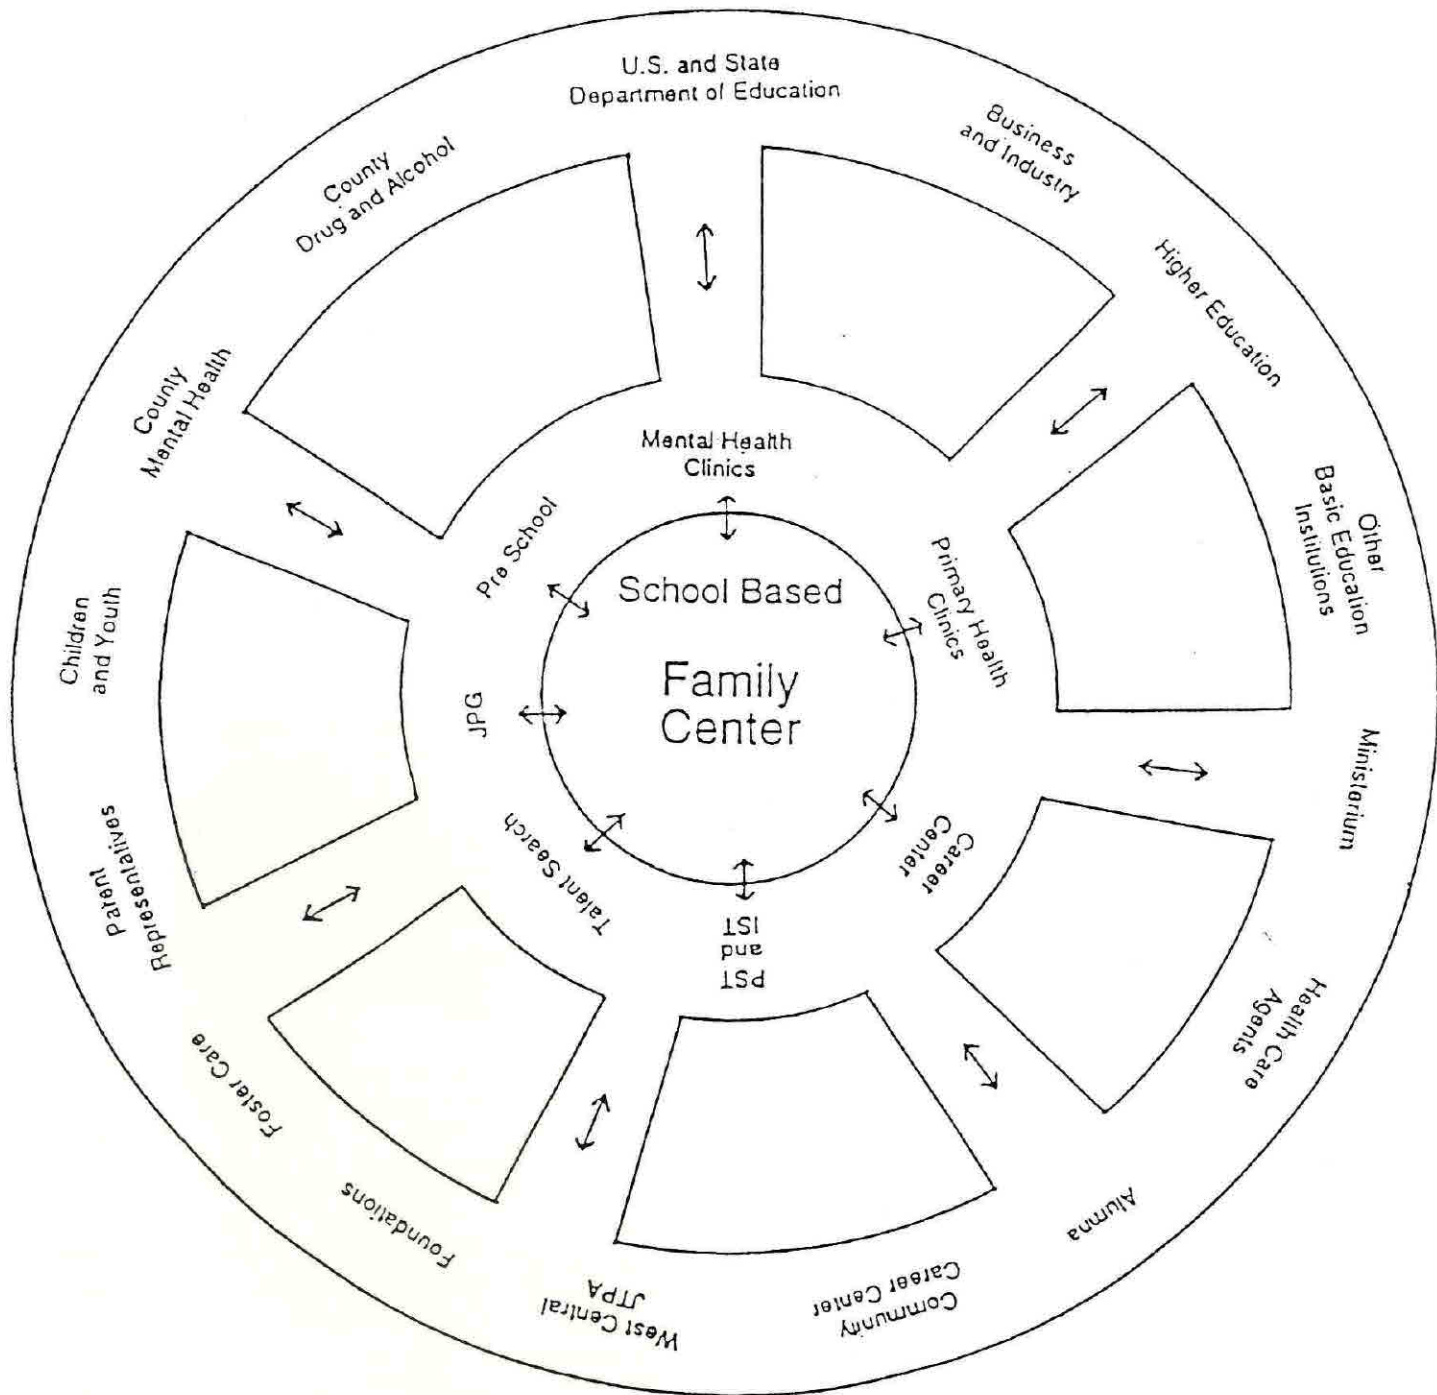 U.S. and State
Department of Education
Business
and Industry
Higher Education
Other
Basic Education
Institutions
Ministerium
Health Care
Agents
Alumna
Community
Career Center
West Central
JTPA
Foundations
Foster Care
Parent
Representatives
Children
and Youth
County
Mental Health
County
Drug and Alcohol
Mental Health
Clinics
Primary Health
Clinics
Career
Center
PST
and
IST
Talent Search
JPG
Pre School
School Based
Family
Center